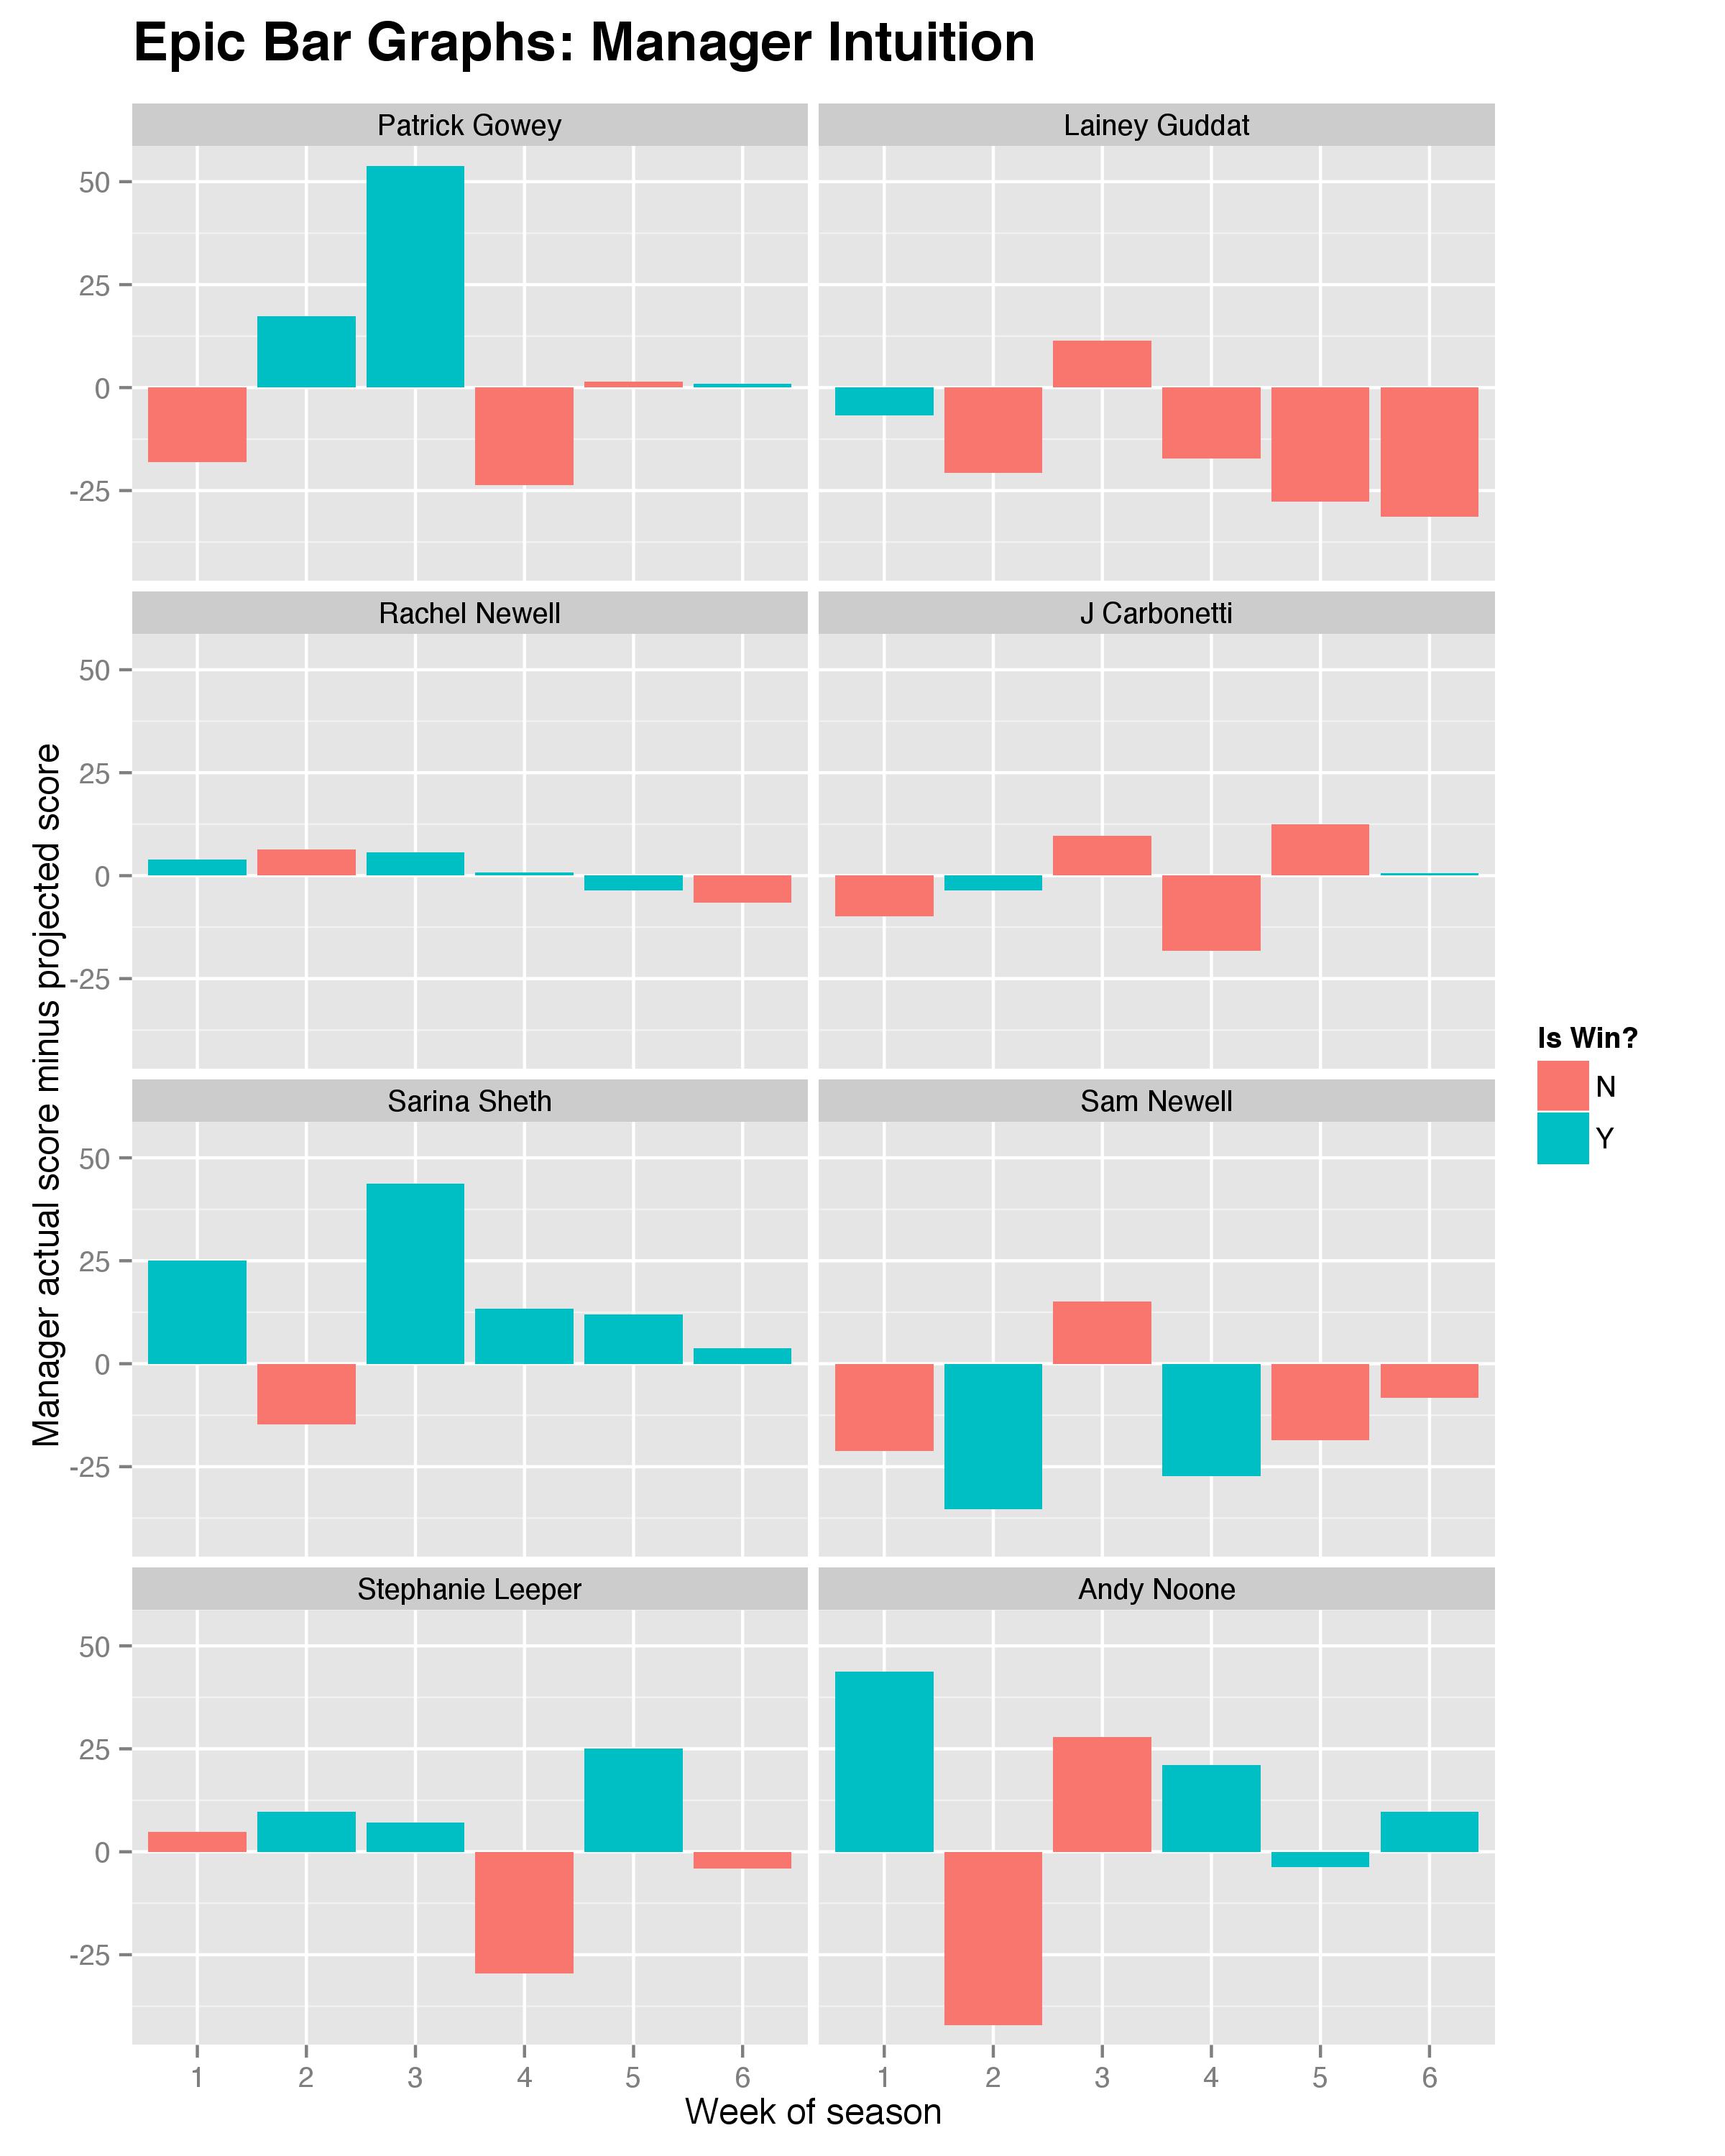 Epic Bar Graphs: Manager Intuition
Patrick Gowey
Lainey Guddat
50
25
0
-25
Rachel Newell
J Carbonetti
50
25
0
-25
Sarina Sheth
Sam Newell
50
25
0
-25
Stephanie Leeper
Andy Noone
50
25
0
-25
1 2 3 4 5 6
1 2 3 4 5 6
Week of season
Manager actual score minus projected score
Is Win?
N
Y